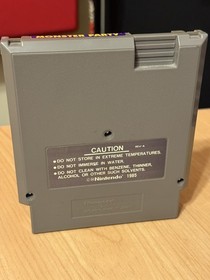 MONSTER PARTY
CAUTION
• DO NOT STORE IN EXTREME TEMPERATURES.
• DO NOT IMMERSE IN WATER.
• DO NOT CLEAN WITH BENZENE, THINNER,
ALCOHOL OR OTHER SUCH SOLVENTS.
©Nintendo 1985